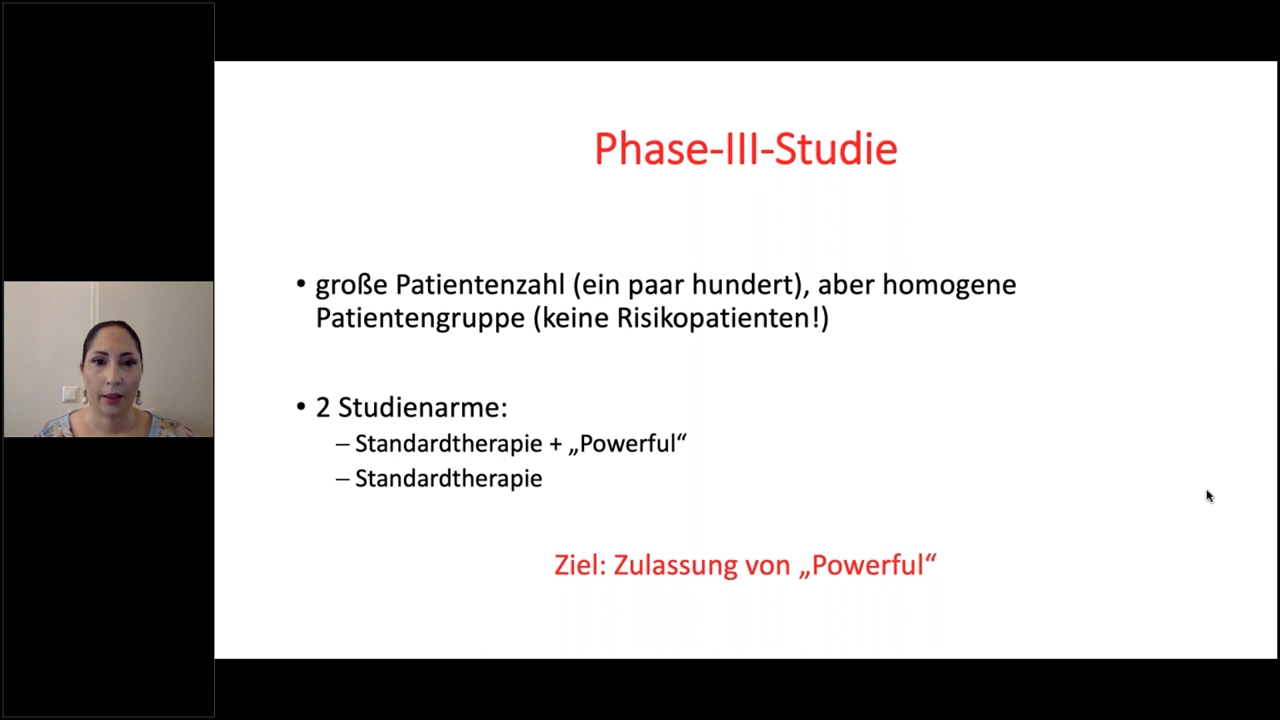 Phase-III-Studie
• große Patientenzahl (ein paar hundert), aber homogene
Patientengruppe (keine Risikopatienten!)
• 2 Studienarme:
– Standardtherapie + „Powerful“
– Standardtherapie
Ziel: Zulassung von „Powerful“